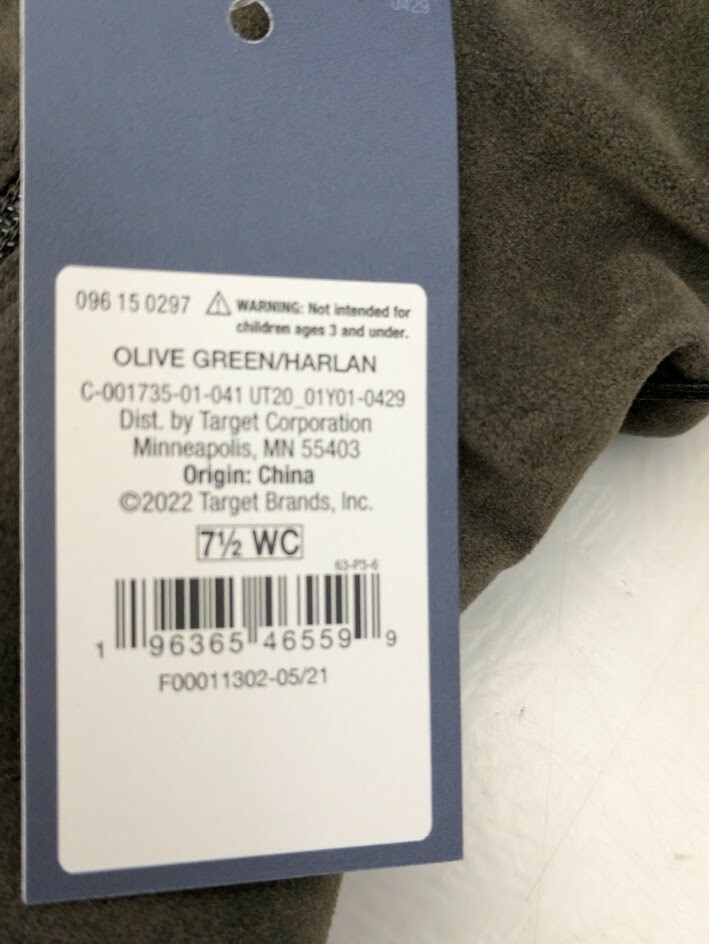 0429
096 15 0297 ⚠ WARNING: Not intended for
children ages 3 and under.
OLIVE GREEN/HARLAN
C-001735-01-041 UT20_01Y01-0429
Dist. by Target Corporation
Minneapolis, MN 55403
Origin: China
©2022 Target Brands, Inc.
7½ WC
63-P3-6
1 96365 46559 9
F00011302-05/21